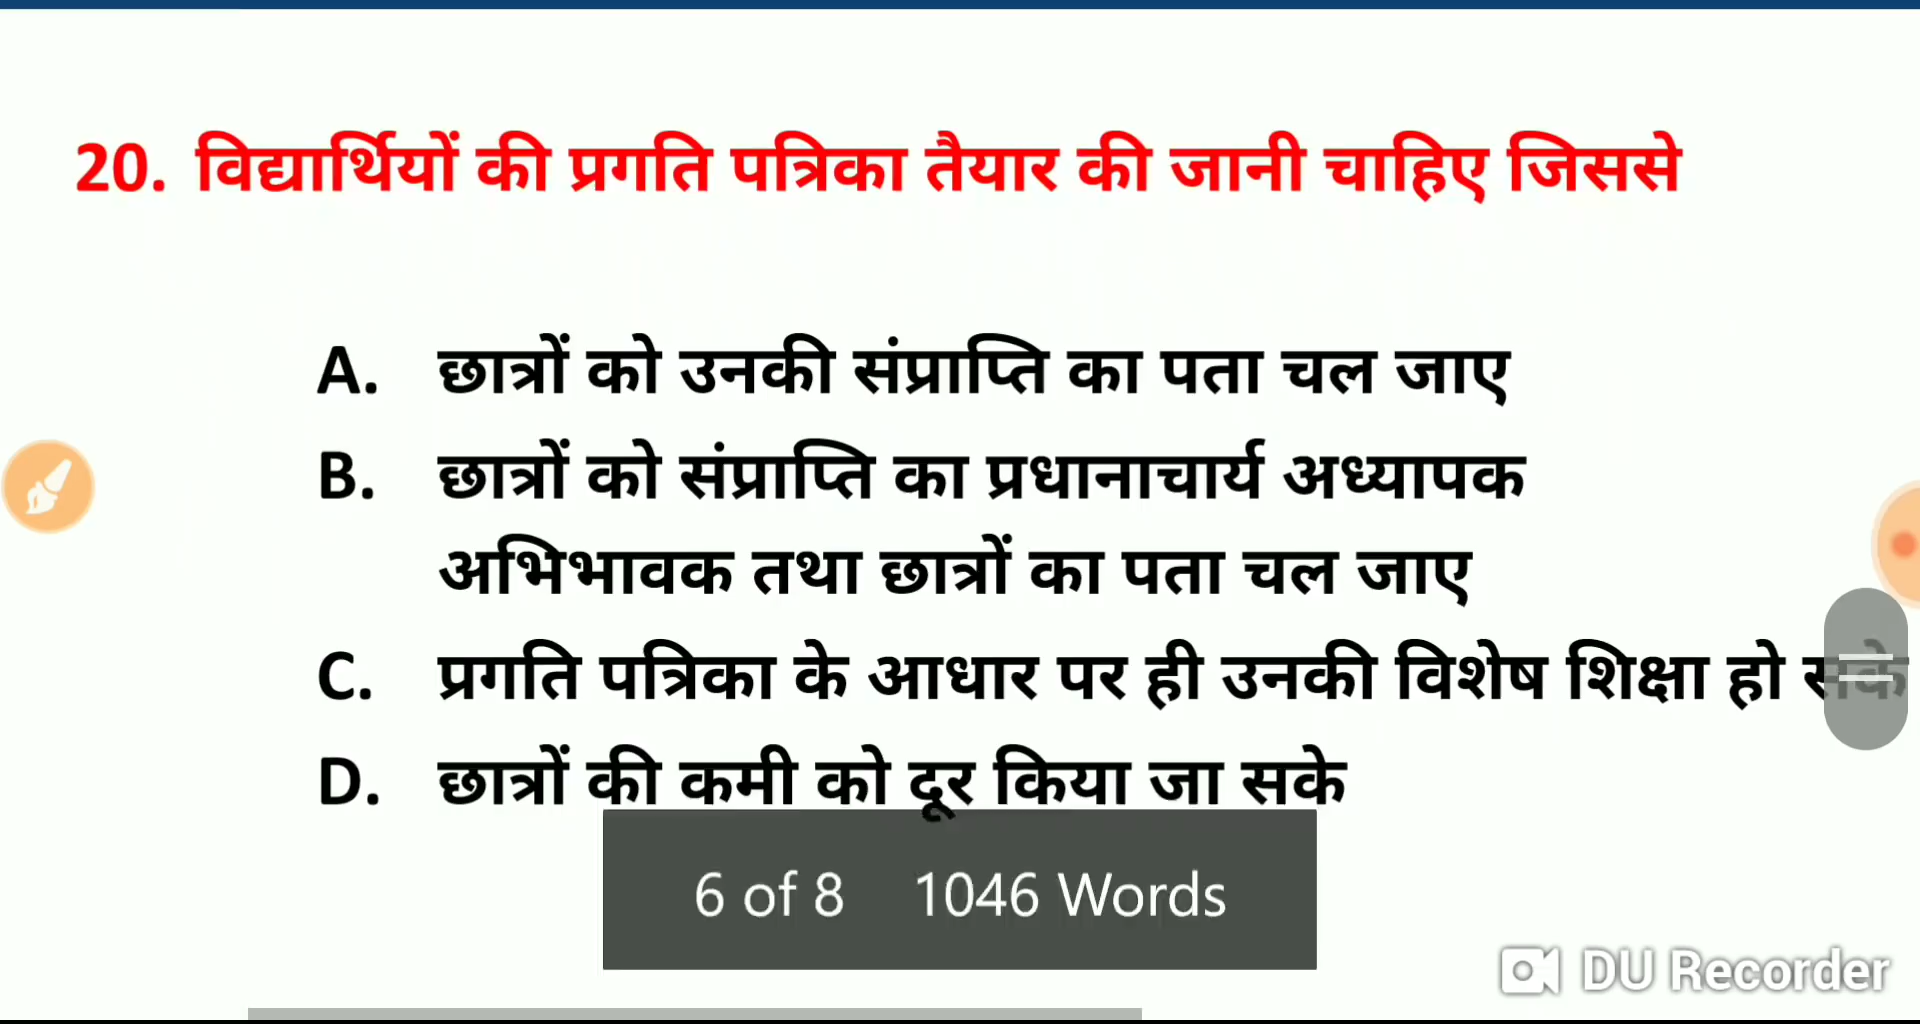 20. विद्यार्थियों की प्रगति पत्रिका तैयार की जानी चाहिए जिससे
A. छात्रों को उनकी संप्राप्ति का पता चल जाए
B. छात्रों को संप्राप्ति का प्रधानाचार्य अध्यापक
अभिभावक तथा छात्रों का पता चल जाए
C. प्रगति पत्रिका के आधार पर ही उनकी विशेष शिक्षा हो सके
D. छात्रों की कमी को दूर किया जा सके
6 of 8 1046 Words
DU Recorder